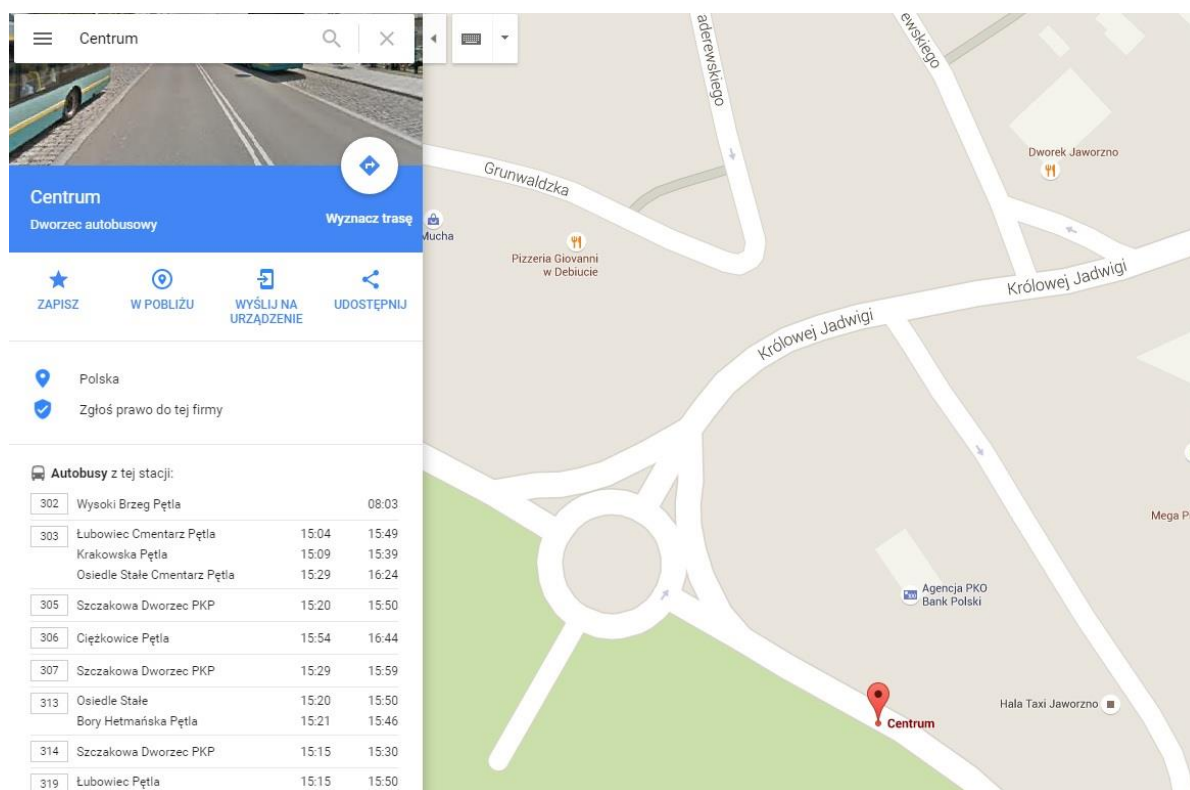 Centrum
Centrum
Dworzec autobusowy
Wyznacz trasę
ZAPISZ
W POBLIŻU
WYŚLIJ NA
URZĄDZENIE
UDOSTĘPNIJ
Polska
Zgłoś prawo do tej firmy
Autobusy z tej stacji:
302 Wysoki Brzeg Pętla 08:03
303 Łubowiec Cmentarz Pętla 15:04 15:49
Krakowska Pętla 15:09 15:39
Osiedle Stałe Cmentarz Pętla 15:29 16:24
305 Szczakowa Dworzec PKP 15:20 15:50
306 Ciężkowice Pętla 15:54 16:44
307 Szczakowa Dworzec PKP 15:29 15:59
313 Osiedle Stałe 15:20 15:50
Bory Hetmańska Pętla 15:21 15:46
314 Szczakowa Dworzec PKP 15:15 15:30
319 Łubowiec Pętla 15:15 15:50
aderewskiego
ewskiego
Grunwaldzka
Mucha
Pizzeria Giovanni
w Debiucie
Dworek Jaworzno
Królowej Jadwigi
Królowej Jadwigi
Mega P
Agencja PKO
Bank Polski
Hala Taxi Jaworzno
Centrum